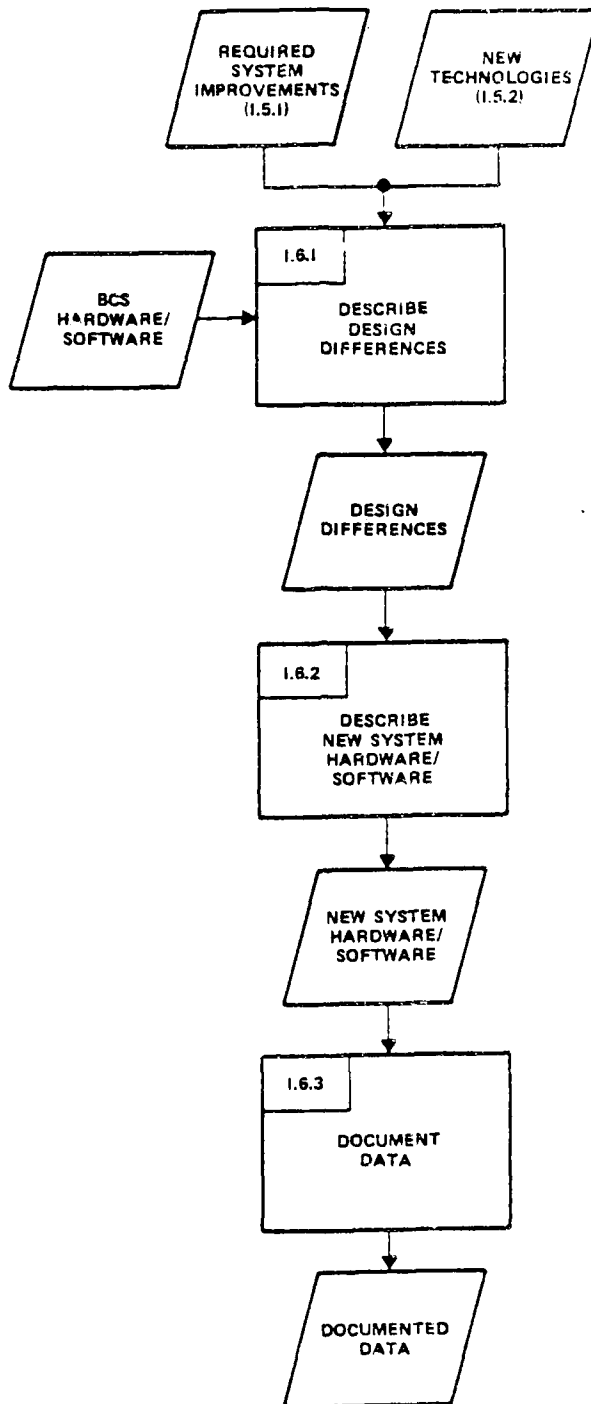 REQUIRED
SYSTEM
IMPROVEMENTS
(1.5.1)
NEW
TECHNOLOGIES
(1.5.2)
1.6.1
BCS
HARDWARE/
SOFTWARE
DESCRIBE
DESIGN
DIFFERENCES
DESIGN
DIFFERENCES
1.6.2
DESCRIBE
NEW SYSTEM
HARDWARE/
SOFTWARE
NEW SYSTEM
HARDWARE/
SOFTWARE
1.6.3
DOCUMENT
DATA
DOCUMENTED
DATA